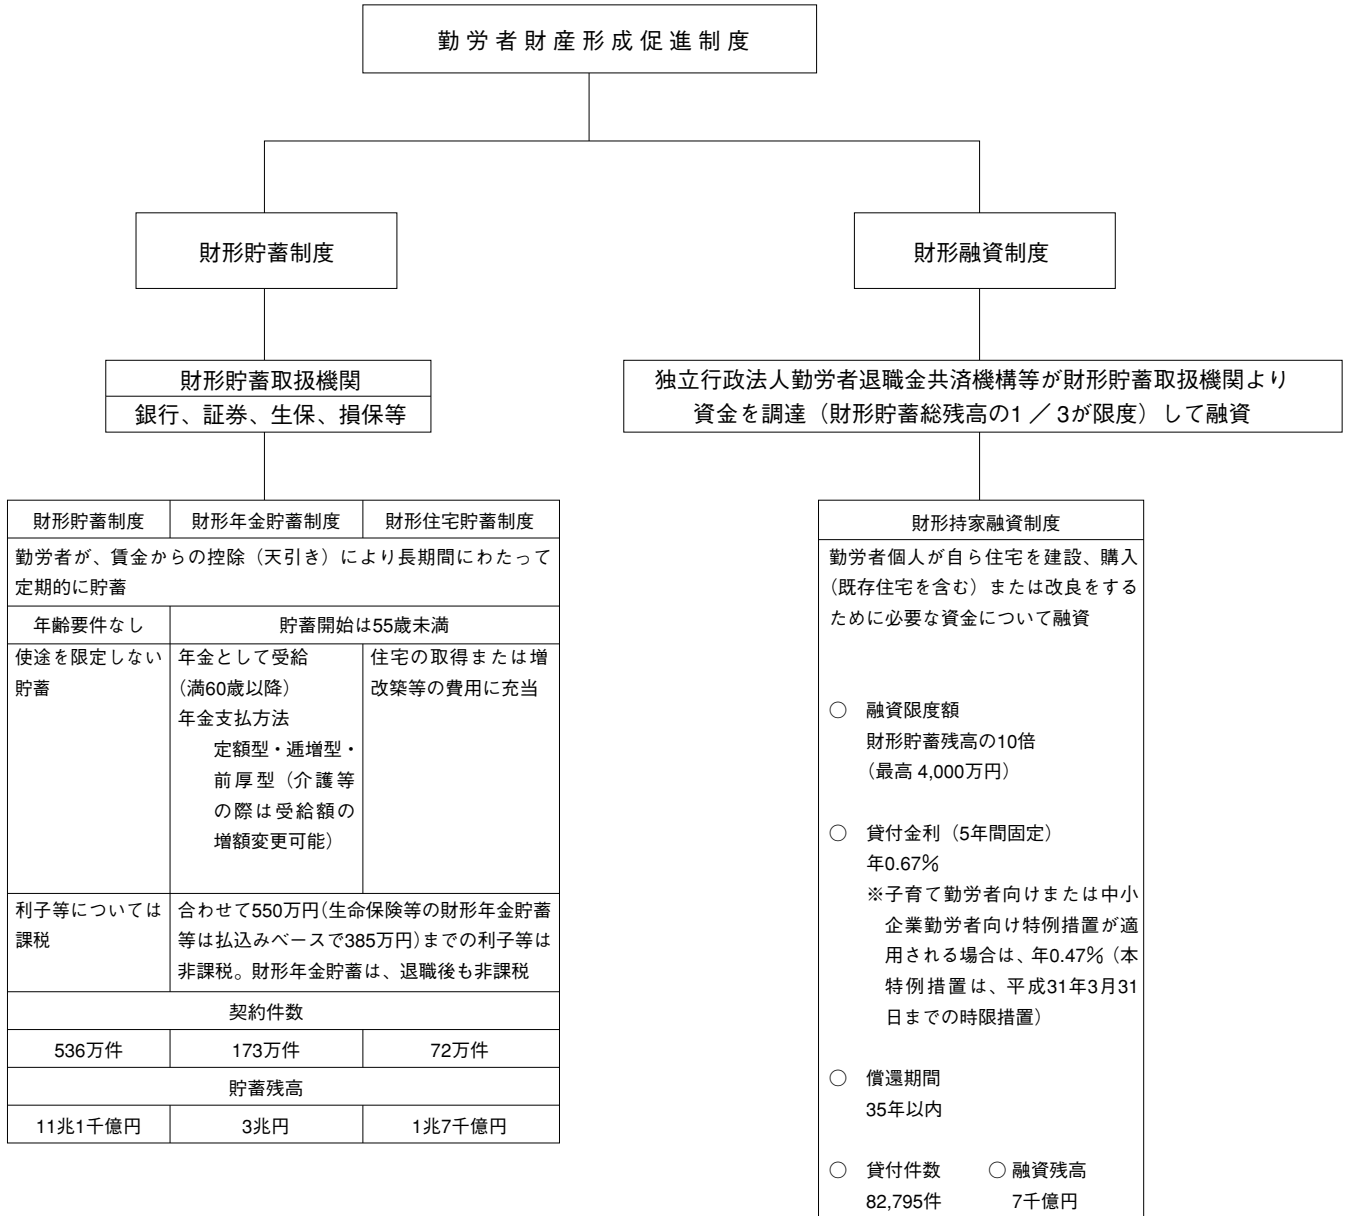 勤労者財産形成促進制度
財形貯蓄制度
財形融資制度
財形貯蓄取扱機関
銀行、証券、生保、損保等
独立行政法人勤労者退職金共済機構等が財形貯蓄取扱機関より
資金を調達（財形貯蓄総残高の1／3が限度）して融資
財形貯蓄制度
財形年金貯蓄制度
財形住宅貯蓄制度
勤労者が、賃金からの控除（天引き）により長期間にわたって
定期的に貯蓄
年齢要件なし
貯蓄開始は55歳未満
使途を限定しない
貯蓄
年金として受給
（満60歳以降）
年金支払方法
定額型・逓増型・
前厚型（介護等
の際は受給額の
増額変更可能）
住宅の取得または増
改築等の費用に充当
利子等については
課税
合わせて550万円（生命保険等の財形年金貯蓄
等は払込みベースで385万円）までの利子等は
非課税。財形年金貯蓄は、退職後も非課税
契約件数
536万件
173万件
72万件
貯蓄残高
11兆1千億円
3兆円
1兆7千億円
財形持家融資制度
勤労者個人が自ら住宅を建設、購入
（既存住宅を含む）または改良をする
ために必要な資金について融資
○ 融資限度額
財形貯蓄残高の10倍
（最高 4,000万円）
○ 貸付金利（5年間固定）
年0.67％
※子育て勤労者向けまたは中小
企業勤労者向け特例措置が適
用される場合は、年0.47％（本
特例措置は、平成31年3月31
日までの時限措置）
○ 償還期間
35年以内
○ 貸付件数 ○ 融資残高
82,795件 7千億円